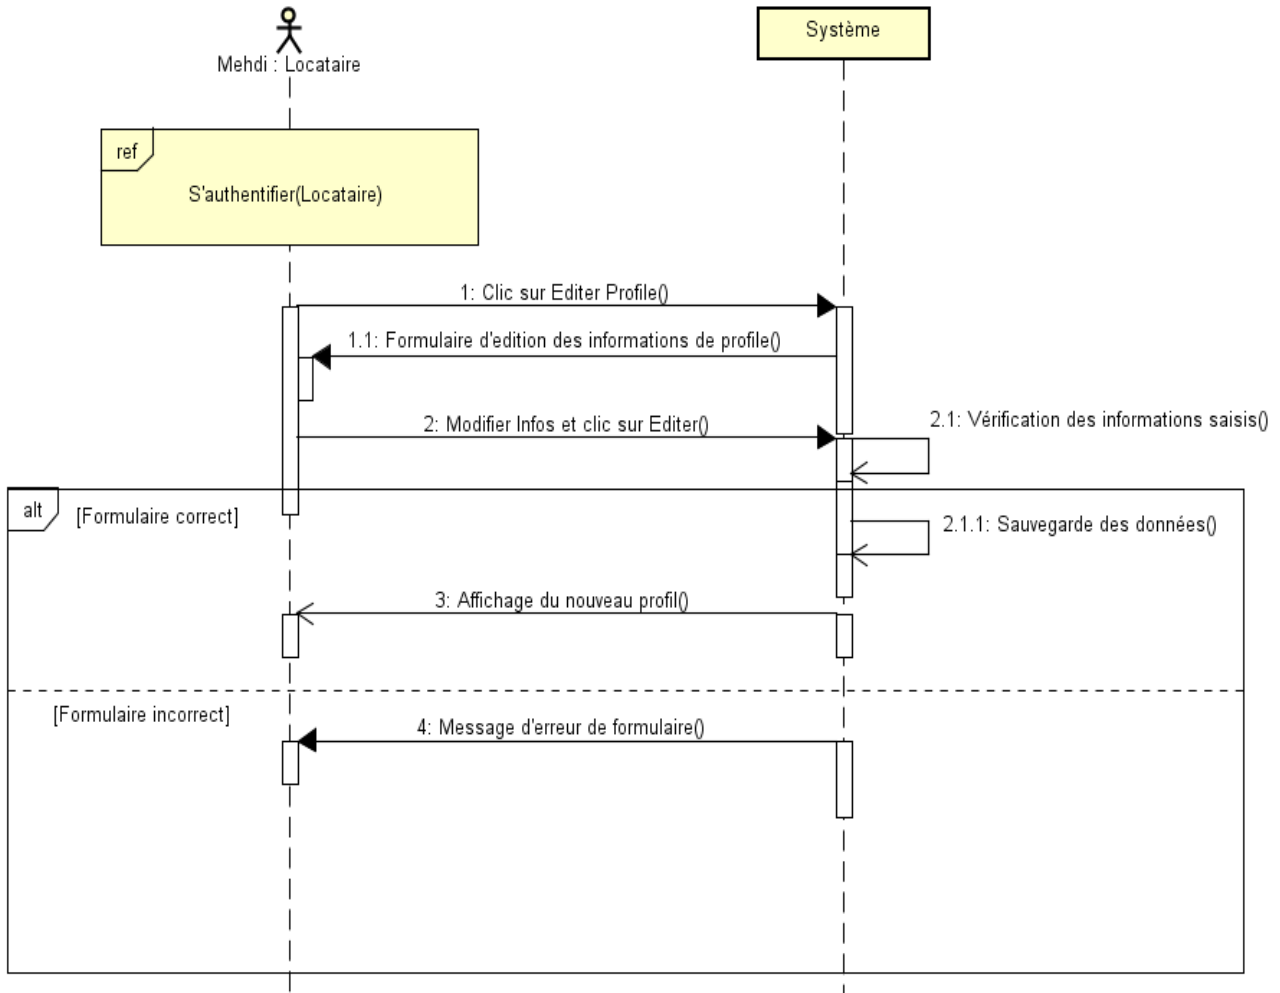 Mehdi : Locataire
Système
ref
S'authentifier(Locataire)
1: Clic sur Editer Profile()
1.1: Formulaire d'edition des informations de profile()
2: Modifier Infos et clic sur Editer()
2.1: Vérification des informations saisis()
alt
[Formulaire correct]
2.1.1: Sauvegarde des données()
3: Affichage du nouveau profil()
[Formulaire incorrect]
4: Message d'erreur de formulaire()